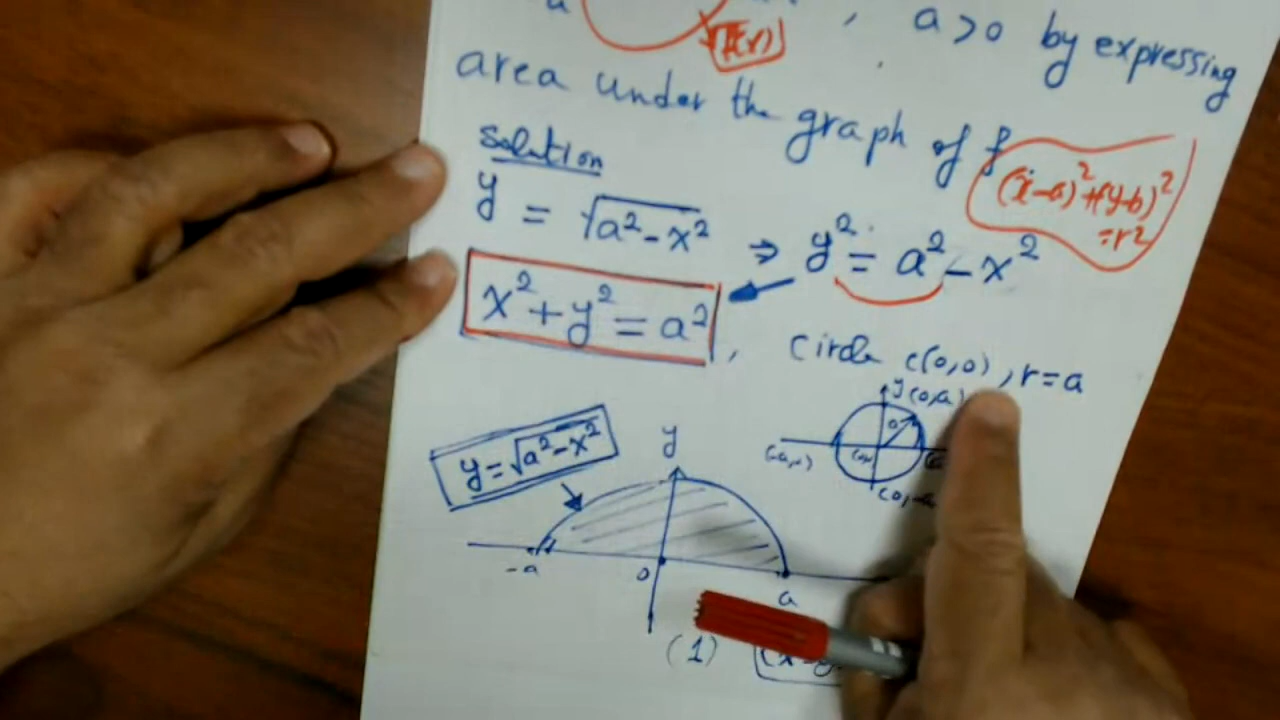 a
√f(x)
, a>0 by expressing
area under the graph of f
(x-a)²+(y-b)²
=r²
solution
y = √a²-x² ⇒ y² = a²-x²
x²+y²=a² , circle c(0,0), r=a
y (0,a)
a
y=√a²-x²
y
-a 0 a
(1)